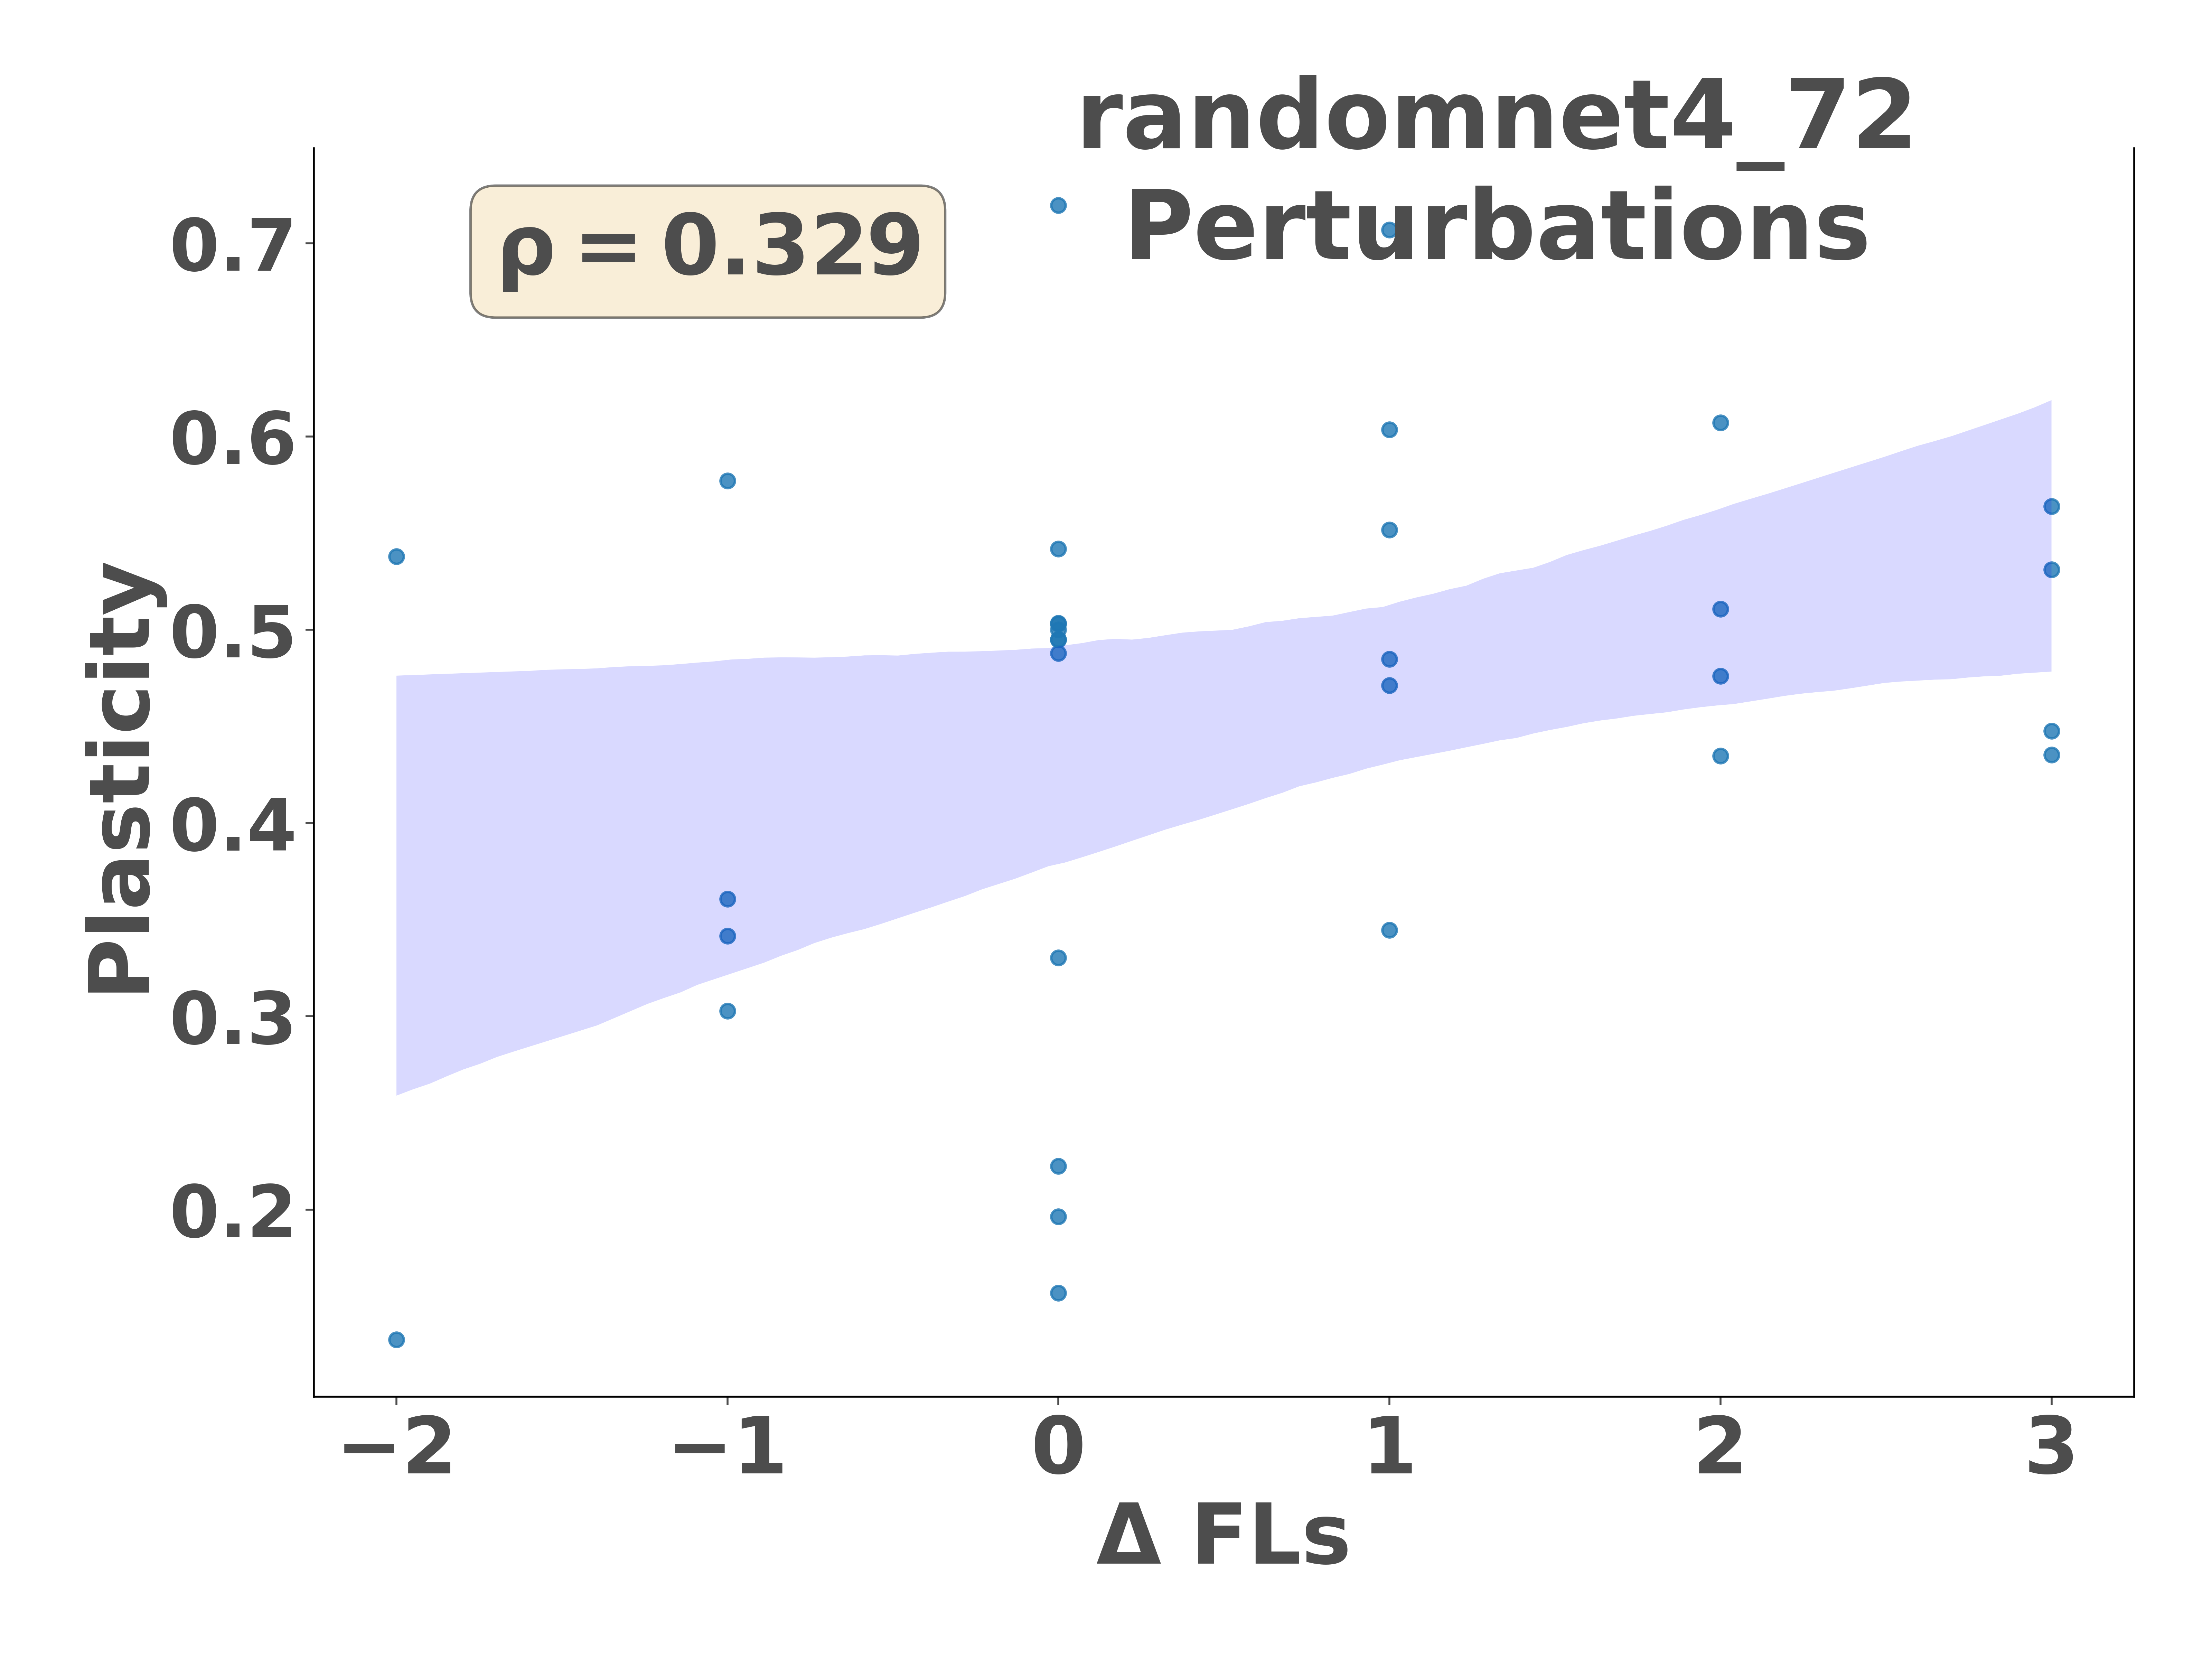 randomnet4_72
Perturbations
ρ = 0.329
0.7
0.6
0.5
0.4
0.3
0.2
Plasticity
−2 −1 0 1 2 3
Δ FLs